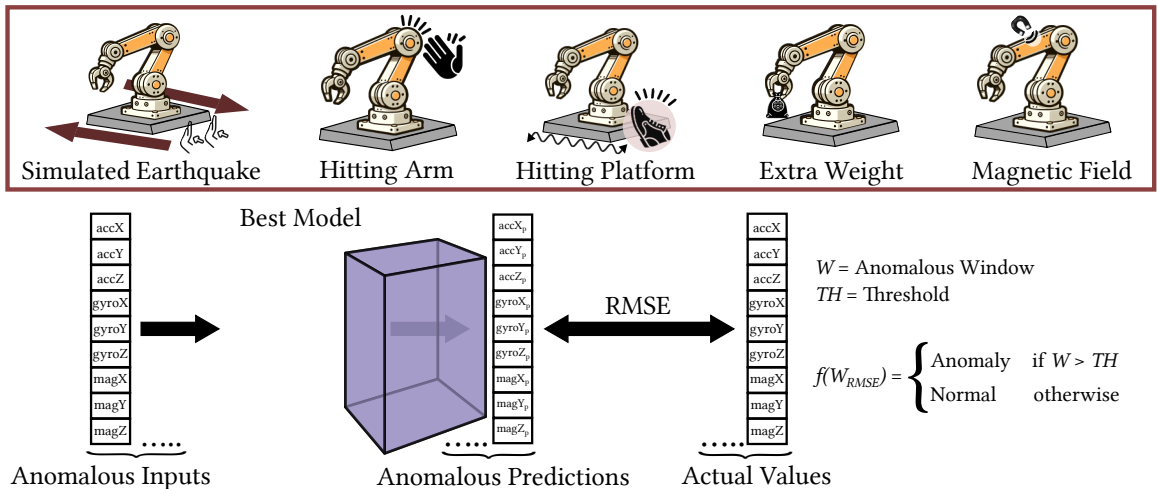 Simulated Earthquake
Hitting Arm
Hitting Platform
Extra Weight
Magnetic Field
Best Model
accX
accY
accZ
gyroX
gyroY
gyroZ
magX
magY
magZ
.....
Anomalous Inputs
accXₚ
accYₚ
accZₚ
gyroXₚ
gyroYₚ
gyroZₚ
magXₚ
magYₚ
magZₚ
.....
Anomalous Predictions
RMSE
accX
accY
accZ
gyroX
gyroY
gyroZ
magX
magY
magZ
.....
Actual Values
W = Anomalous Window
TH = Threshold
f(W_RMSE) = { Anomaly if W > TH
Normal otherwise